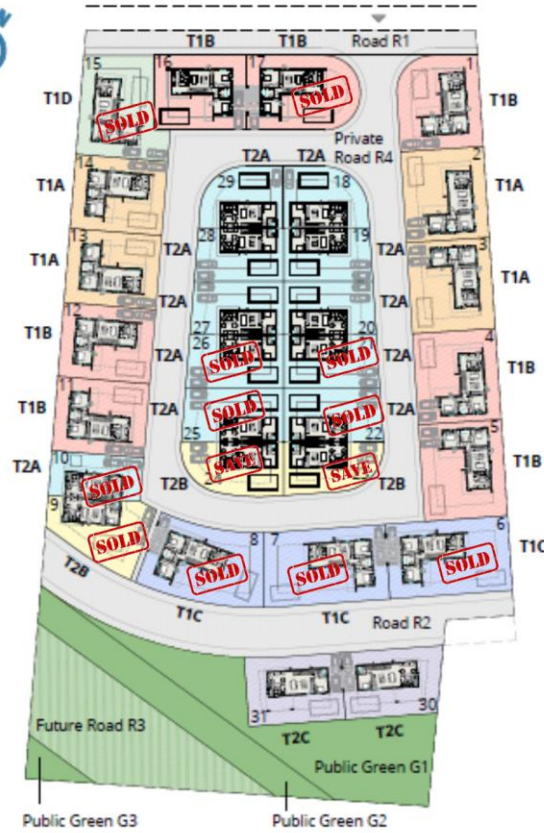 T1B T1B Road R1
15 16 17 1
SOLD SOLD
T1D T1B
Private
Road R4
T2A T2A
14 29 18 2
T1A T1A
28 19
13 T2A T2A 3
T1A T1A
T2A T2A
12 27 20 4
26
T1B T2A SOLD SOLD T2A T1B
11 SOLD SOLD
T1B T2A T2A
25 22 5
T2A 10 T1B
SOLD T2B SAVE SAVE T2B
9 8 7 6
SOLD SOLD SOLD SOLD T1C
T2B
T1C T1C Road R2
31 30
Future Road R3 T2C T2C
Public Green G1
Public Green G3 Public Green G2